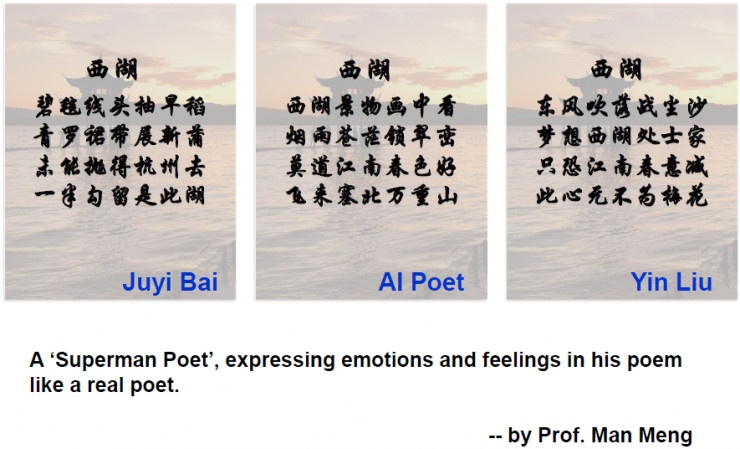 西湖
碧毯线头抽早稻
青罗裙带展新蒲
未能抛得杭州去
一半勾留是此湖
Juyi Bai
西湖
西湖景物画中看
烟雨苍茫锁翠峦
莫道江南春色好
飞来塞北万重山
AI Poet
西湖
东风吹落战尘沙
梦想西湖处士家
只恐江南春意减
此心元不为梅花
Yin Liu
A ‘Superman Poet’, expressing emotions and feelings in his poem
like a real poet.
-- by Prof. Man Meng